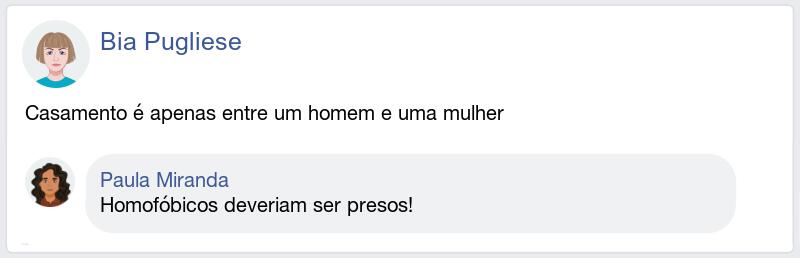 Bia Pugliese
Casamento é apenas entre um homem e uma mulher
Paula Miranda
Homofóbicos deveriam ser presos!